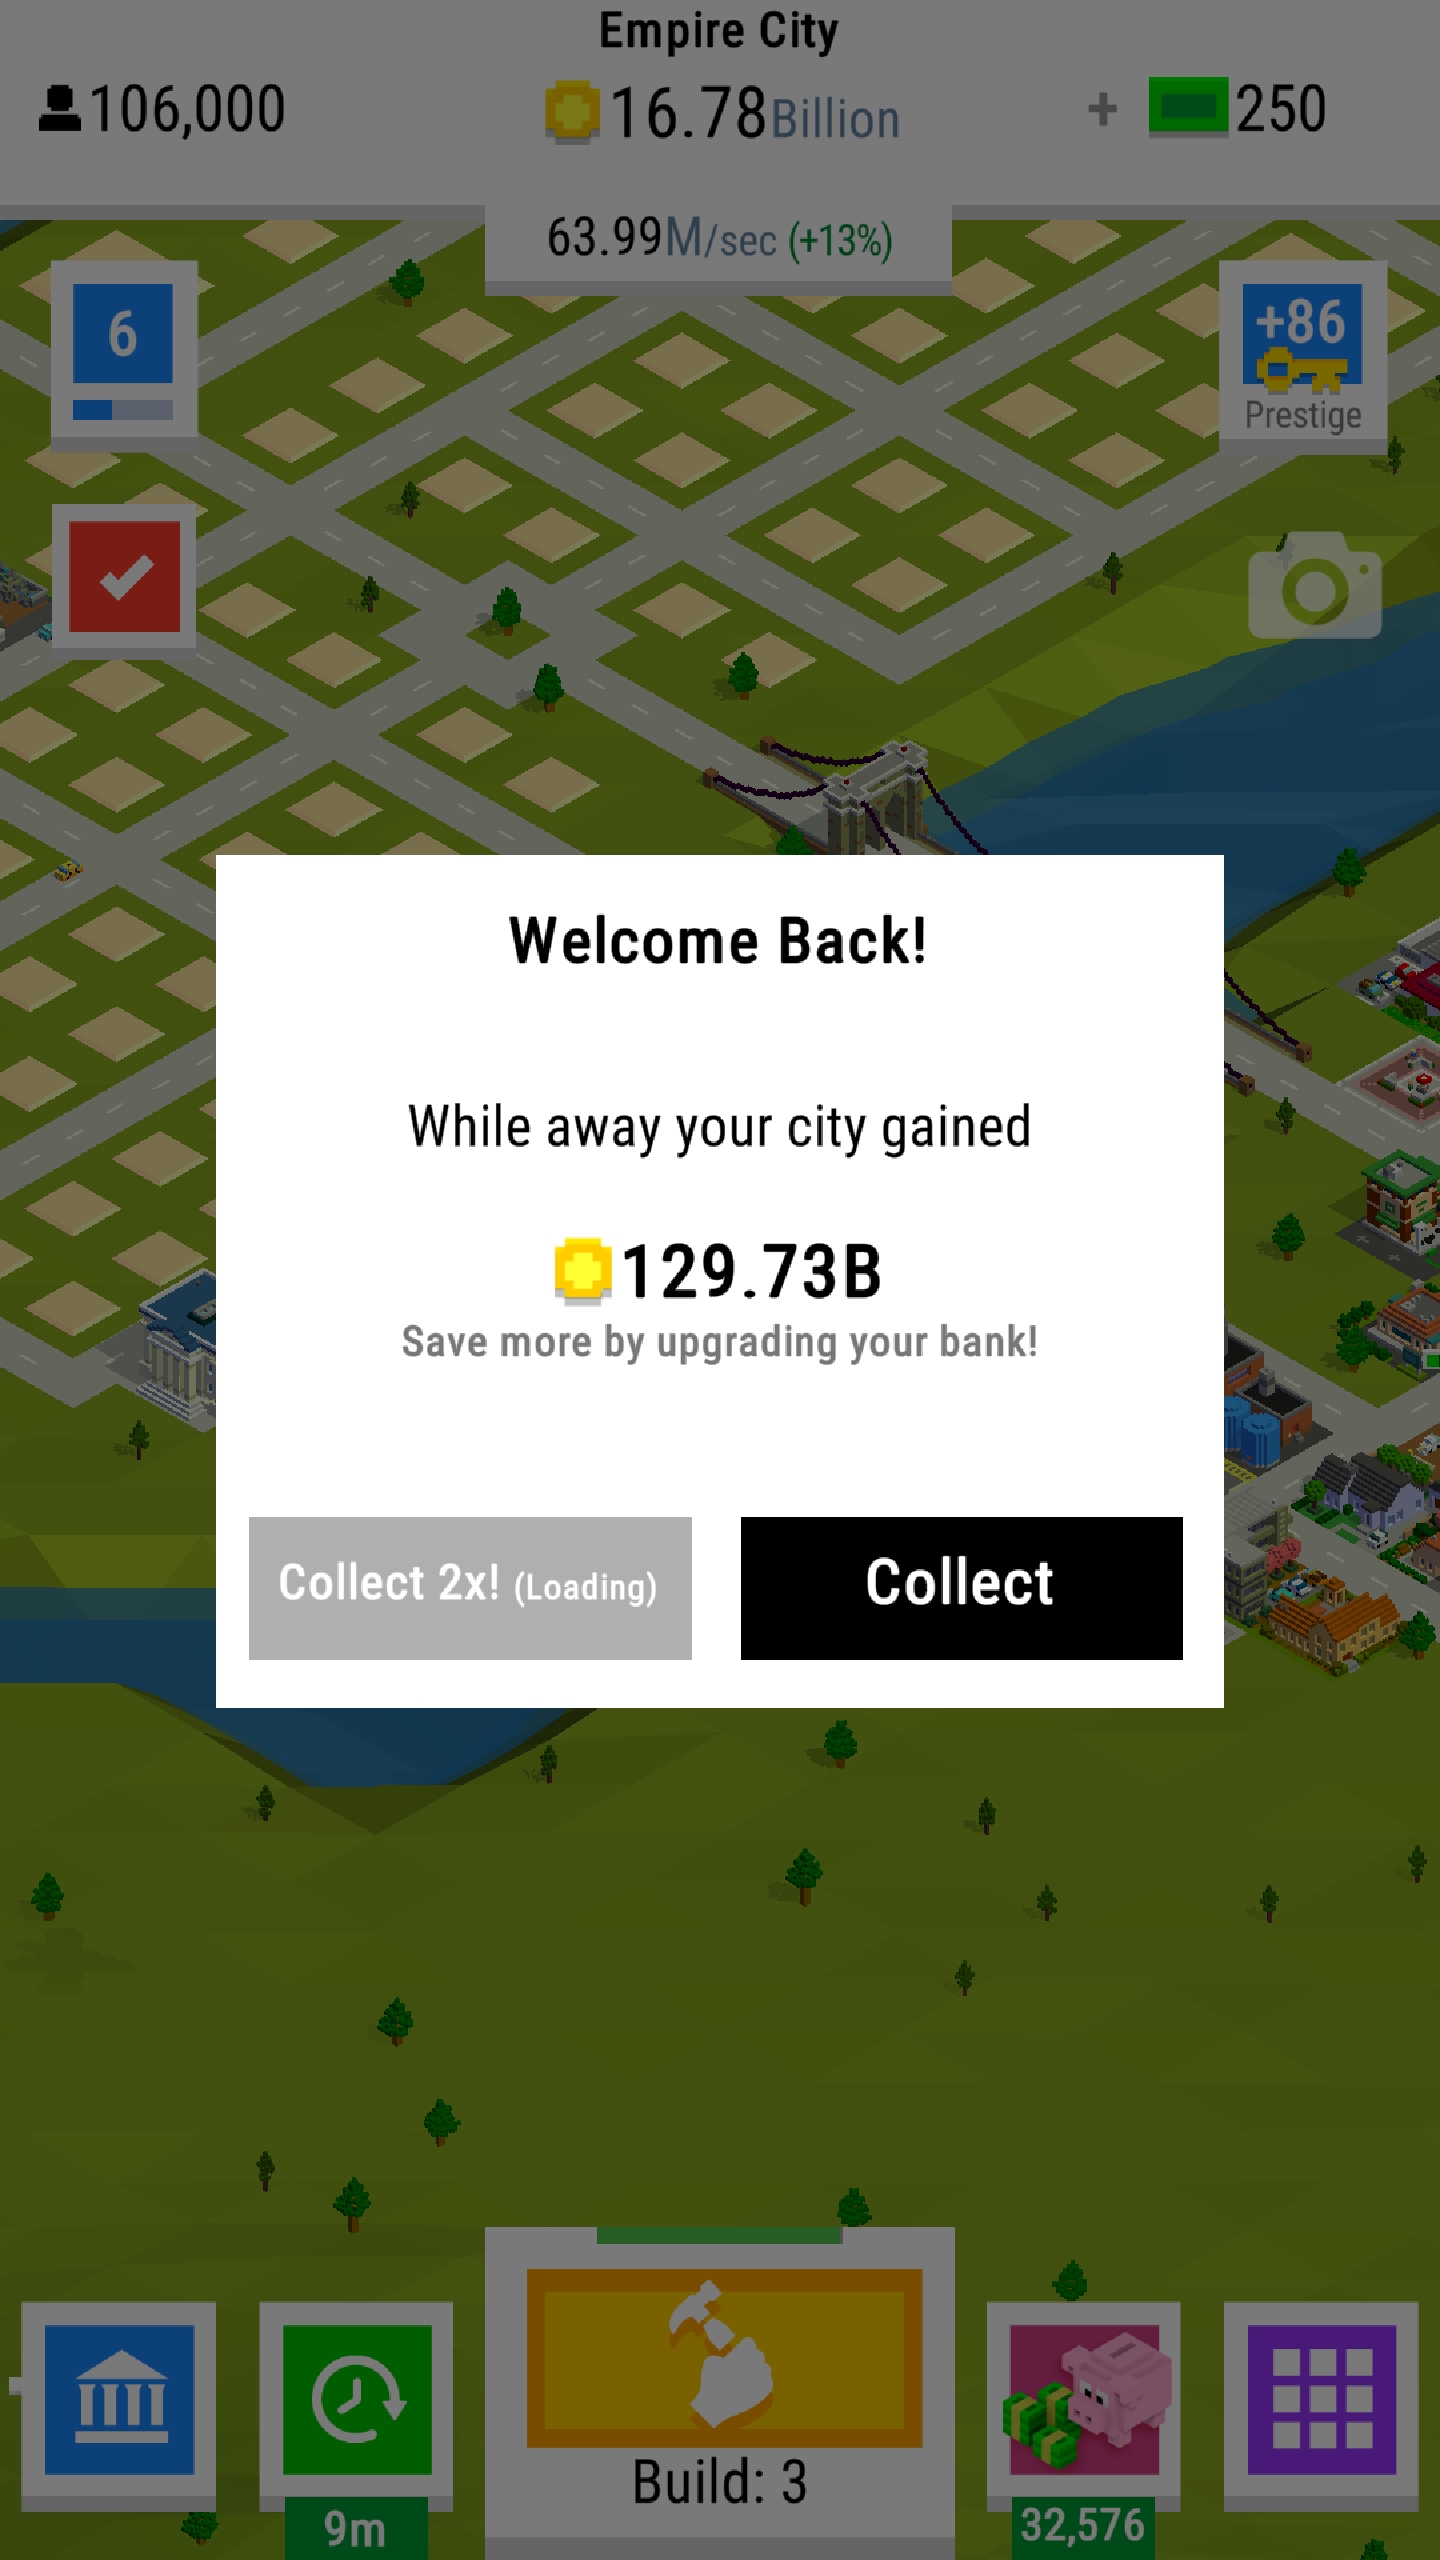 Empire City
106,000
16.78Billion
+ 250
63.99M/sec (+13%)
6
+86
Prestige
Welcome Back!
While away your city gained
129.73B
Save more by upgrading your bank!
Collect 2x! (Loading)
Collect
Build: 3
9m
32,576